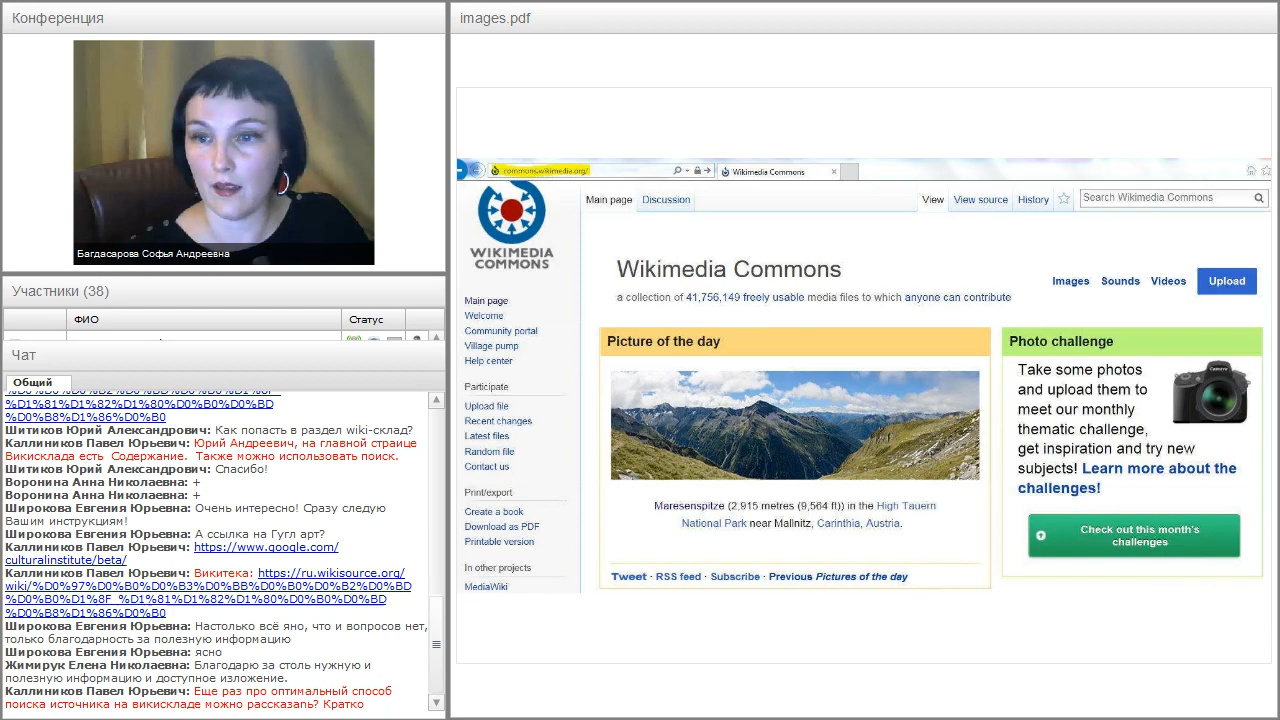 Конференция
Багдасарова Софья Андреевна
Участники (38)
ФИО
Статус
Чат
Общий
%D1%81%D1%82%D1%80%D0%B0%D0%BD
%D0%B8%D1%86%D0%B0
Шитиков Юрий Александрович: Как попасть в раздел wiki-склад?
Каллиников Павел Юрьевич: Юрий Андреевич, на главной страице
Викисклада есть Содержание. Также можно использовать поиск.
Шитиков Юрий Александрович: Спасибо!
Воронина Анна Николаевна: +
Воронина Анна Николаевна: +
Широкова Евгения Юрьевна: Очень интересно! Сразу следую
Вашим инструкциям!
Широкова Евгения Юрьевна: А ссылка на Гугл арт?
Каллиников Павел Юрьевич: https://www.google.com/
culturalinstitute/beta/
Каллиников Павел Юрьевич: Викитека: https://ru.wikisource.org/
wiki/%D0%97%D0%B0%D0%B3%D0%BB%D0%B0%D0%B2%D0%BD
%D0%B0%D1%8F_%D1%81%D1%82%D1%80%D0%B0%D0%BD
%D0%B8%D1%86%D0%B0
Широкова Евгения Юрьевна: Настолько всё яно, что и вопросов нет,
только благодарность за полезную информацию
Широкова Евгения Юрьевна: ясно
Жимирук Елена Николаевна: Благодарю за столь нужную и
полезную информацию и доступное изложение.
Каллиников Павел Юрьевич: Еще раз про оптимальный способ
поиска источника на викискладе можно рассказаnь? Кратко
images.pdf
commons.wikimedia.org/
Wikimedia Commons
WIKIMEDIA
COMMONS
Main page
Discussion
View
View source
History
Search Wikimedia Commons
Wikimedia Commons
a collection of 41,756,149 freely usable media files to which anyone can contribute
Images
Sounds
Videos
Upload
Main page
Welcome
Community portal
Village pump
Help center
Participate
Upload file
Recent changes
Latest files
Random file
Contact us
Print/export
Create a book
Download as PDF
Printable version
In other projects
MediaWiki
Picture of the day
Maresenspitze (2,915 metres (9,564 ft)) in the High Tauern
National Park near Mallnitz, Carinthia, Austria.
Tweet · RSS feed · Subscribe · Previous Pictures of the day
Photo challenge
Take some photos
and upload them to
meet our monthly
thematic challenge,
get inspiration and try new
subjects! Learn more about the
challenges!
Check out this month's
challenges